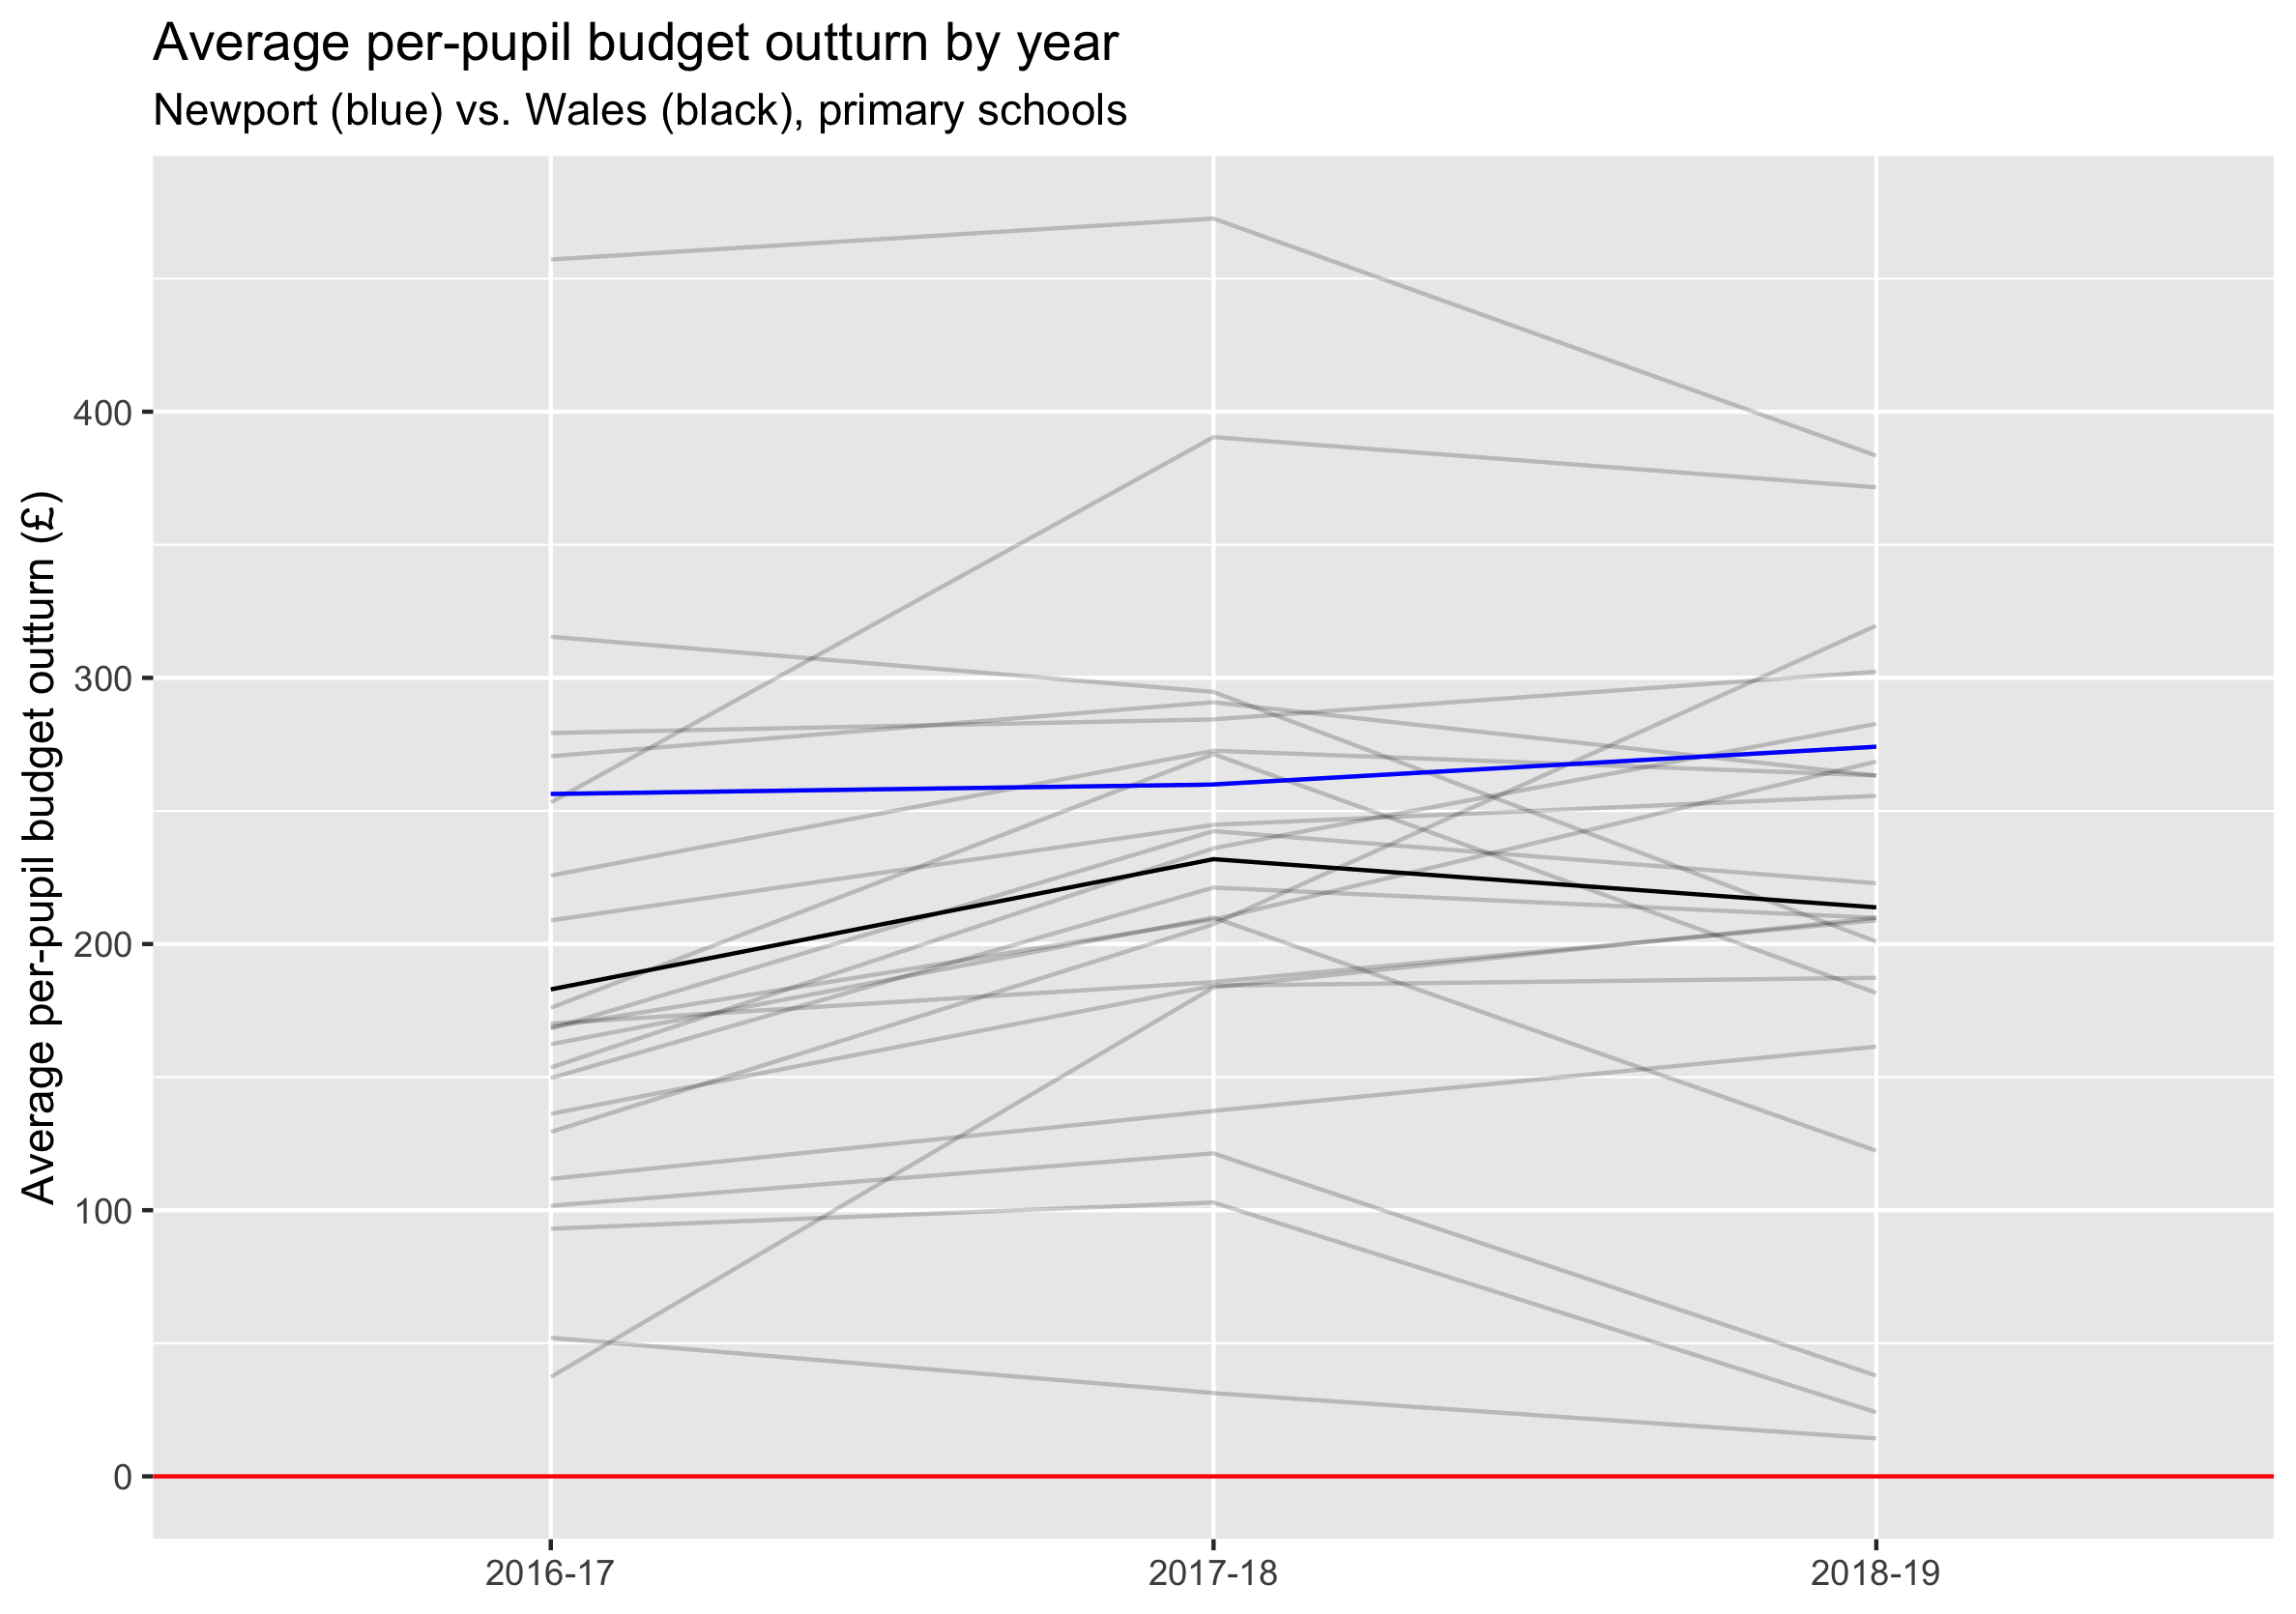 Average per-pupil budget outturn by year
Newport (blue) vs. Wales (black), primary schools
Average per-pupil budget outturn (£)
400
300
200
100
0
2016-17
2017-18
2018-19